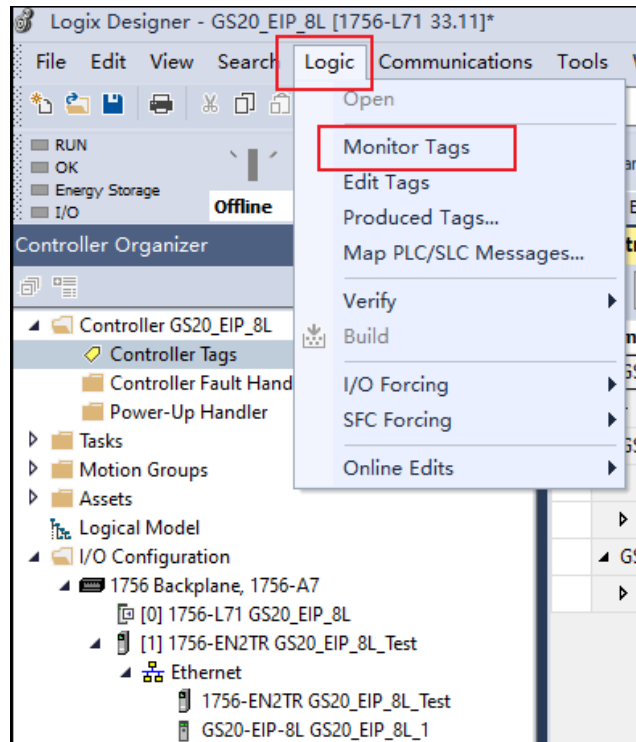 Logix Designer - GS20_EIP_8L [1756-L71 33.11]*
File Edit View Search Logic Communications Tools
Open
RUN
Monitor Tags
OK
Edit Tags
Energy Storage
I/O
Offline
Produced Tags...
Controller Organizer
Map PLC/SLC Messages...
Verify
Controller GS20_EIP_8L
Build
Controller Tags
Controller Fault Hand
I/O Forcing
Power-Up Handler
SFC Forcing
Tasks
Motion Groups
Online Edits
Assets
Logical Model
I/O Configuration
1756 Backplane, 1756-A7
[0] 1756-L71 GS20_EIP_8L
[1] 1756-EN2TR GS20_EIP_8L_Test
Ethernet
1756-EN2TR GS20_EIP_8L_Test
GS20-EIP-8L GS20_EIP_8L_1